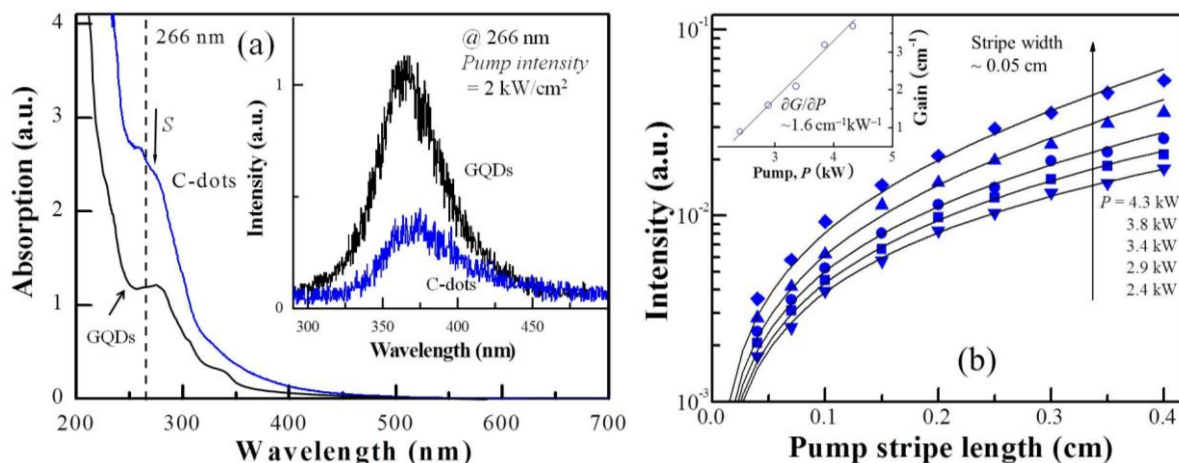 4
3
2
1
0
Absorption (a.u.)
200
300
400
500
600
700
Wavelength (nm)
266 nm
(a)
S
C-dots
GQDs
@ 266 nm
Pump intensity
= 2 kW/cm²
GQDs
C-dots
1
0
Intensity (a.u.)
300
350
400
450
Wavelength (nm)
10⁻¹
10⁻²
10⁻³
Intensity (a.u.)
0.0
0.1
0.2
0.3
0.4
Pump stripe length (cm)
∂G/∂P
~1.6 cm⁻¹kW⁻¹
3
2
1
Gain (cm⁻¹)
3
4
5
Pump, P (kW)
Stripe width
~ 0.05 cm
P = 4.3 kW
3.8 kW
3.4 kW
2.9 kW
2.4 kW
(b)